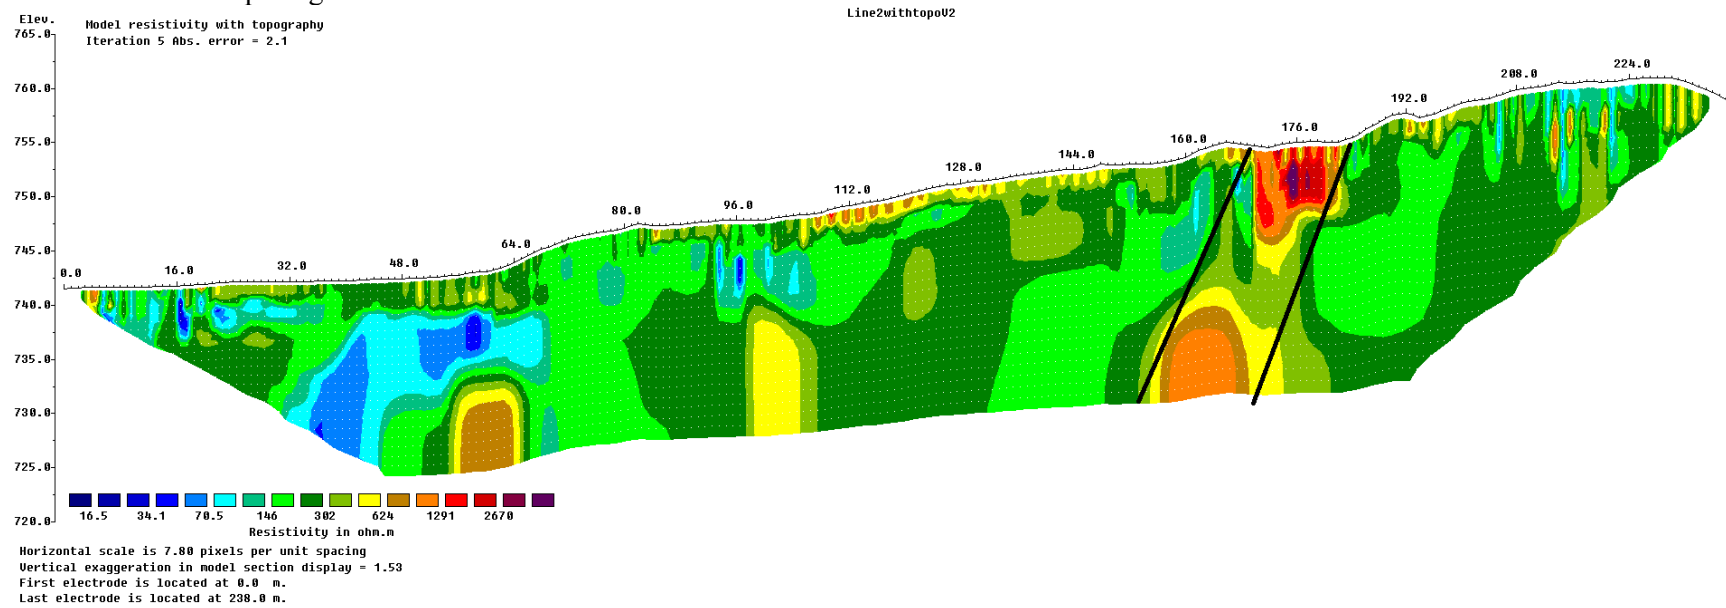 Line2withtopoV2
Elev.
Model resistivity with topography
Iteration 5 Abs. error = 2.1
765.0
760.0
755.0
750.0
745.0
740.0
735.0
730.0
725.0
720.0
0.0
16.0
32.0
48.0
64.0
80.0
96.0
112.0
128.0
144.0
160.0
176.0
192.0
208.0
224.0
16.5 34.1 70.5 146 302 624 1291 2670
Resistivity in ohm.m
Horizontal scale is 7.80 pixels per unit spacing
Vertical exaggeration in model section display = 1.53
First electrode is located at 0.0 m.
Last electrode is located at 238.0 m.